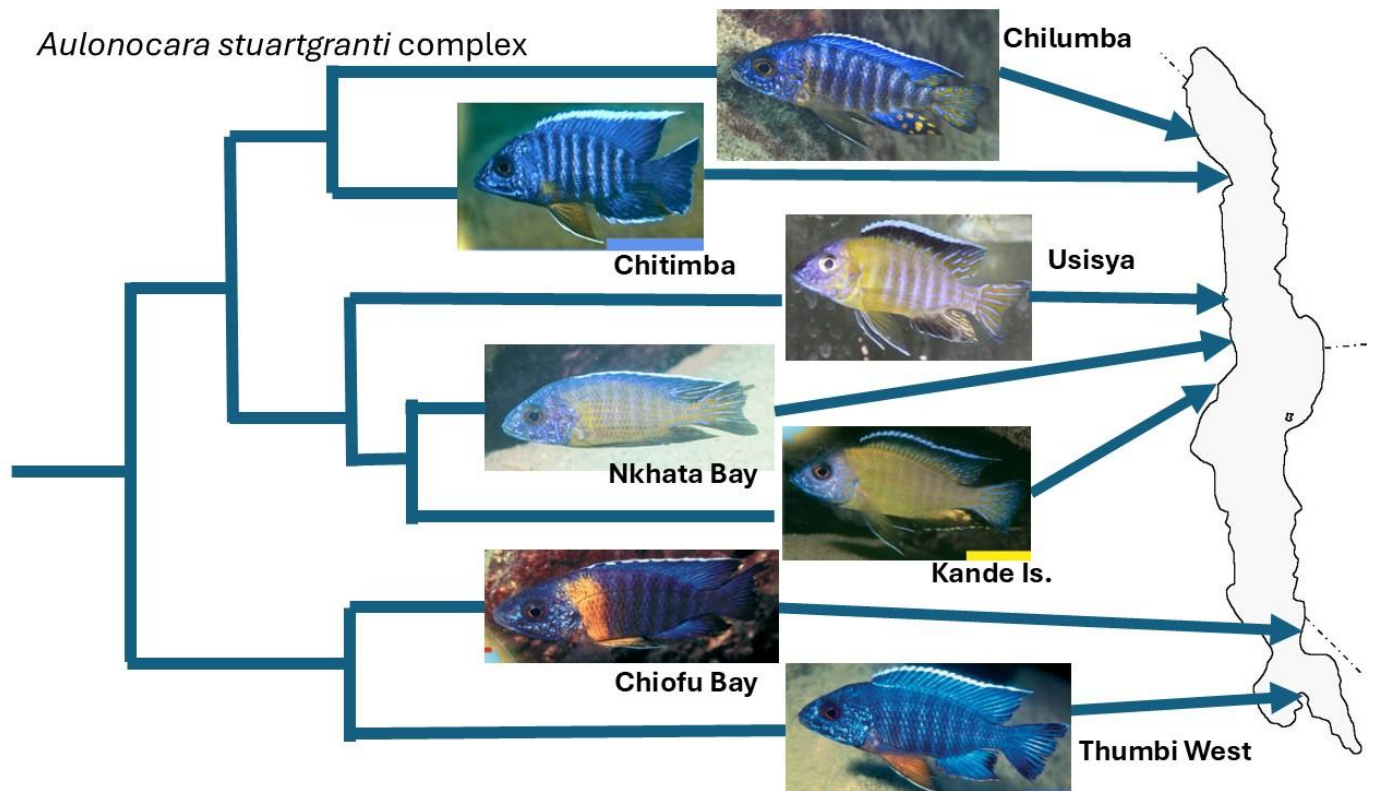 Aulonocara stuartgranti complex
Chilumba
Chitimba
Usisya
Nkhata Bay
Kande Is.
Chiofu Bay
Thumbi West